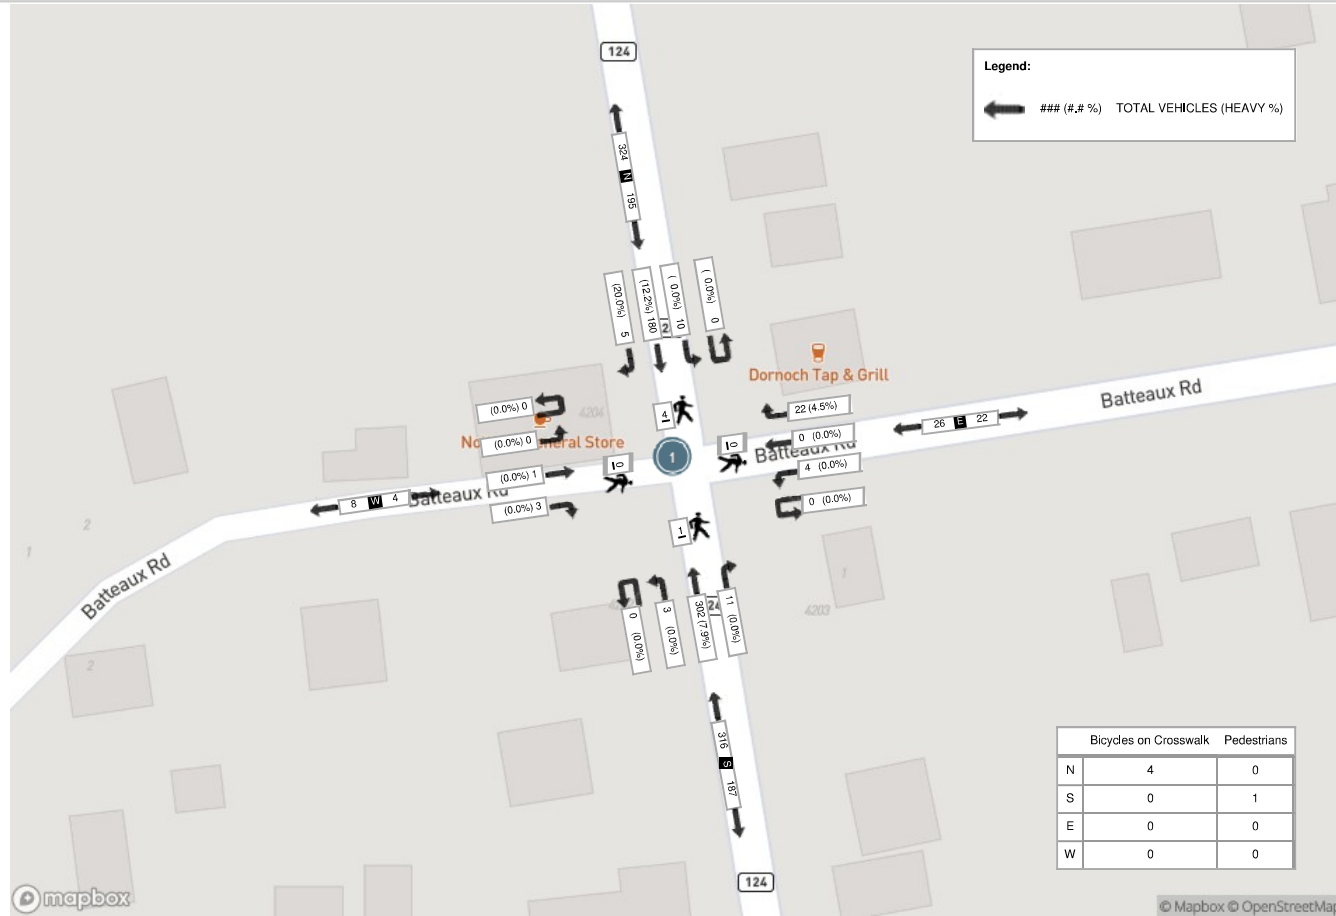 124
Legend:
### (#.# %) TOTAL VEHICLES (HEAVY %)
324 N 195
(20.0%) 5
(12.2%) 180
( 0.0%) 10
( 0.0%) 0
Dornoch Tap & Grill
(0.0%) 0
4204
(0.0%) 0
General Store
(0.0%) 1
(0.0%) 3
4
0
0
1
22 (4.5%)
0 (0.0%)
4 (0.0%)
0 (0.0%)
Batteaux Rd
26 E 22
Batteaux Rd
8 W 4
Batteaux Rd
Batteaux Rd
2
1
2
1
1
4203
0 (0.0%)
3 (0.0%)
302 (7.9%)
11 (0.0%)
316 S 187
124
Bicycles on Crosswalk Pedestrians
N 4 0
S 0 1
E 0 0
W 0 0
mapbox
© Mapbox © OpenStreetMap